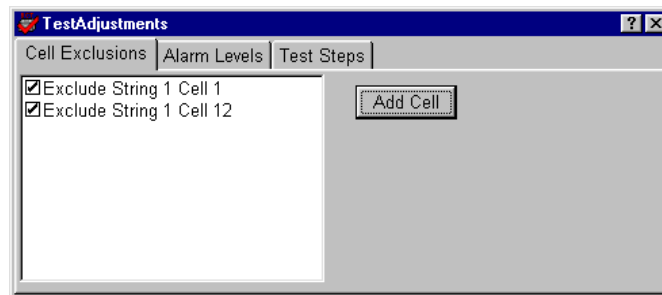 TestAdjustments
Cell Exclusions Alarm Levels Test Steps
Exclude String 1 Cell 1
Exclude String 1 Cell 12
Add Cell